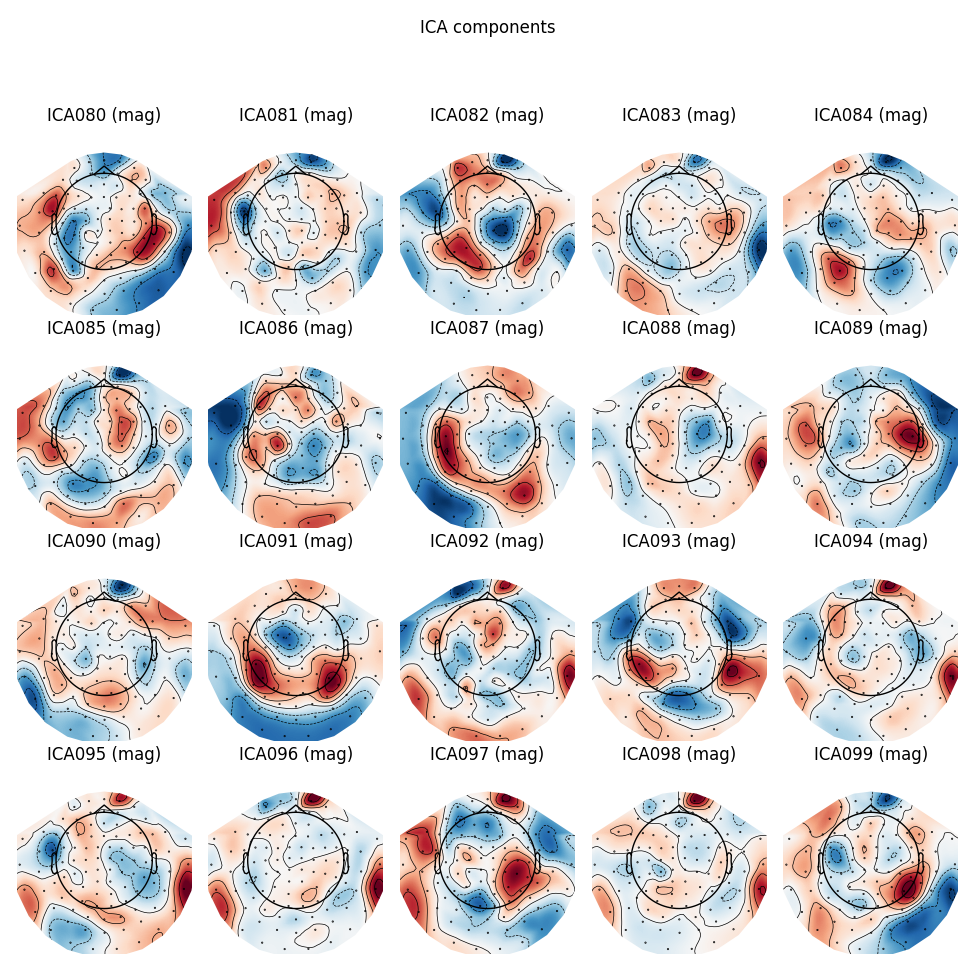 ICA components
ICA080 (mag) ICA081 (mag) ICA082 (mag) ICA083 (mag) ICA084 (mag)
ICA085 (mag) ICA086 (mag) ICA087 (mag) ICA088 (mag) ICA089 (mag)
ICA090 (mag) ICA091 (mag) ICA092 (mag) ICA093 (mag) ICA094 (mag)
ICA095 (mag) ICA096 (mag) ICA097 (mag) ICA098 (mag) ICA099 (mag)